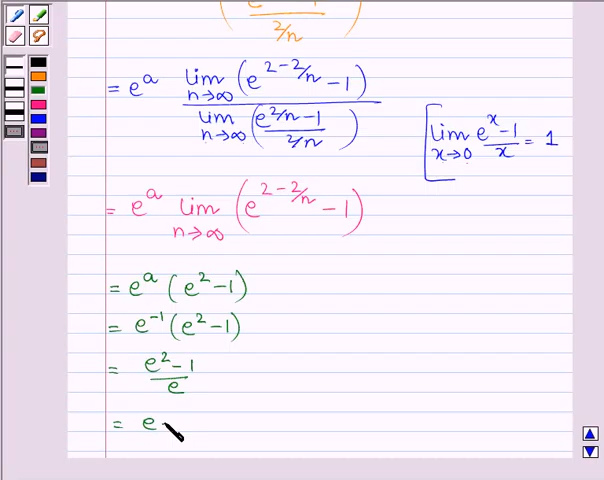 2/n
= e^a lim n→∞ (e^(2-2/n) - 1)
lim n→∞ (e^(2/n) - 1 / 2/n)
[lim x→0 e^x - 1 / x = 1
= e^a lim n→∞ (e^(2-2/n) - 1)
= e^a (e^2 - 1)
= e^-1 (e^2 - 1)
= e^2 - 1 / e
= e -